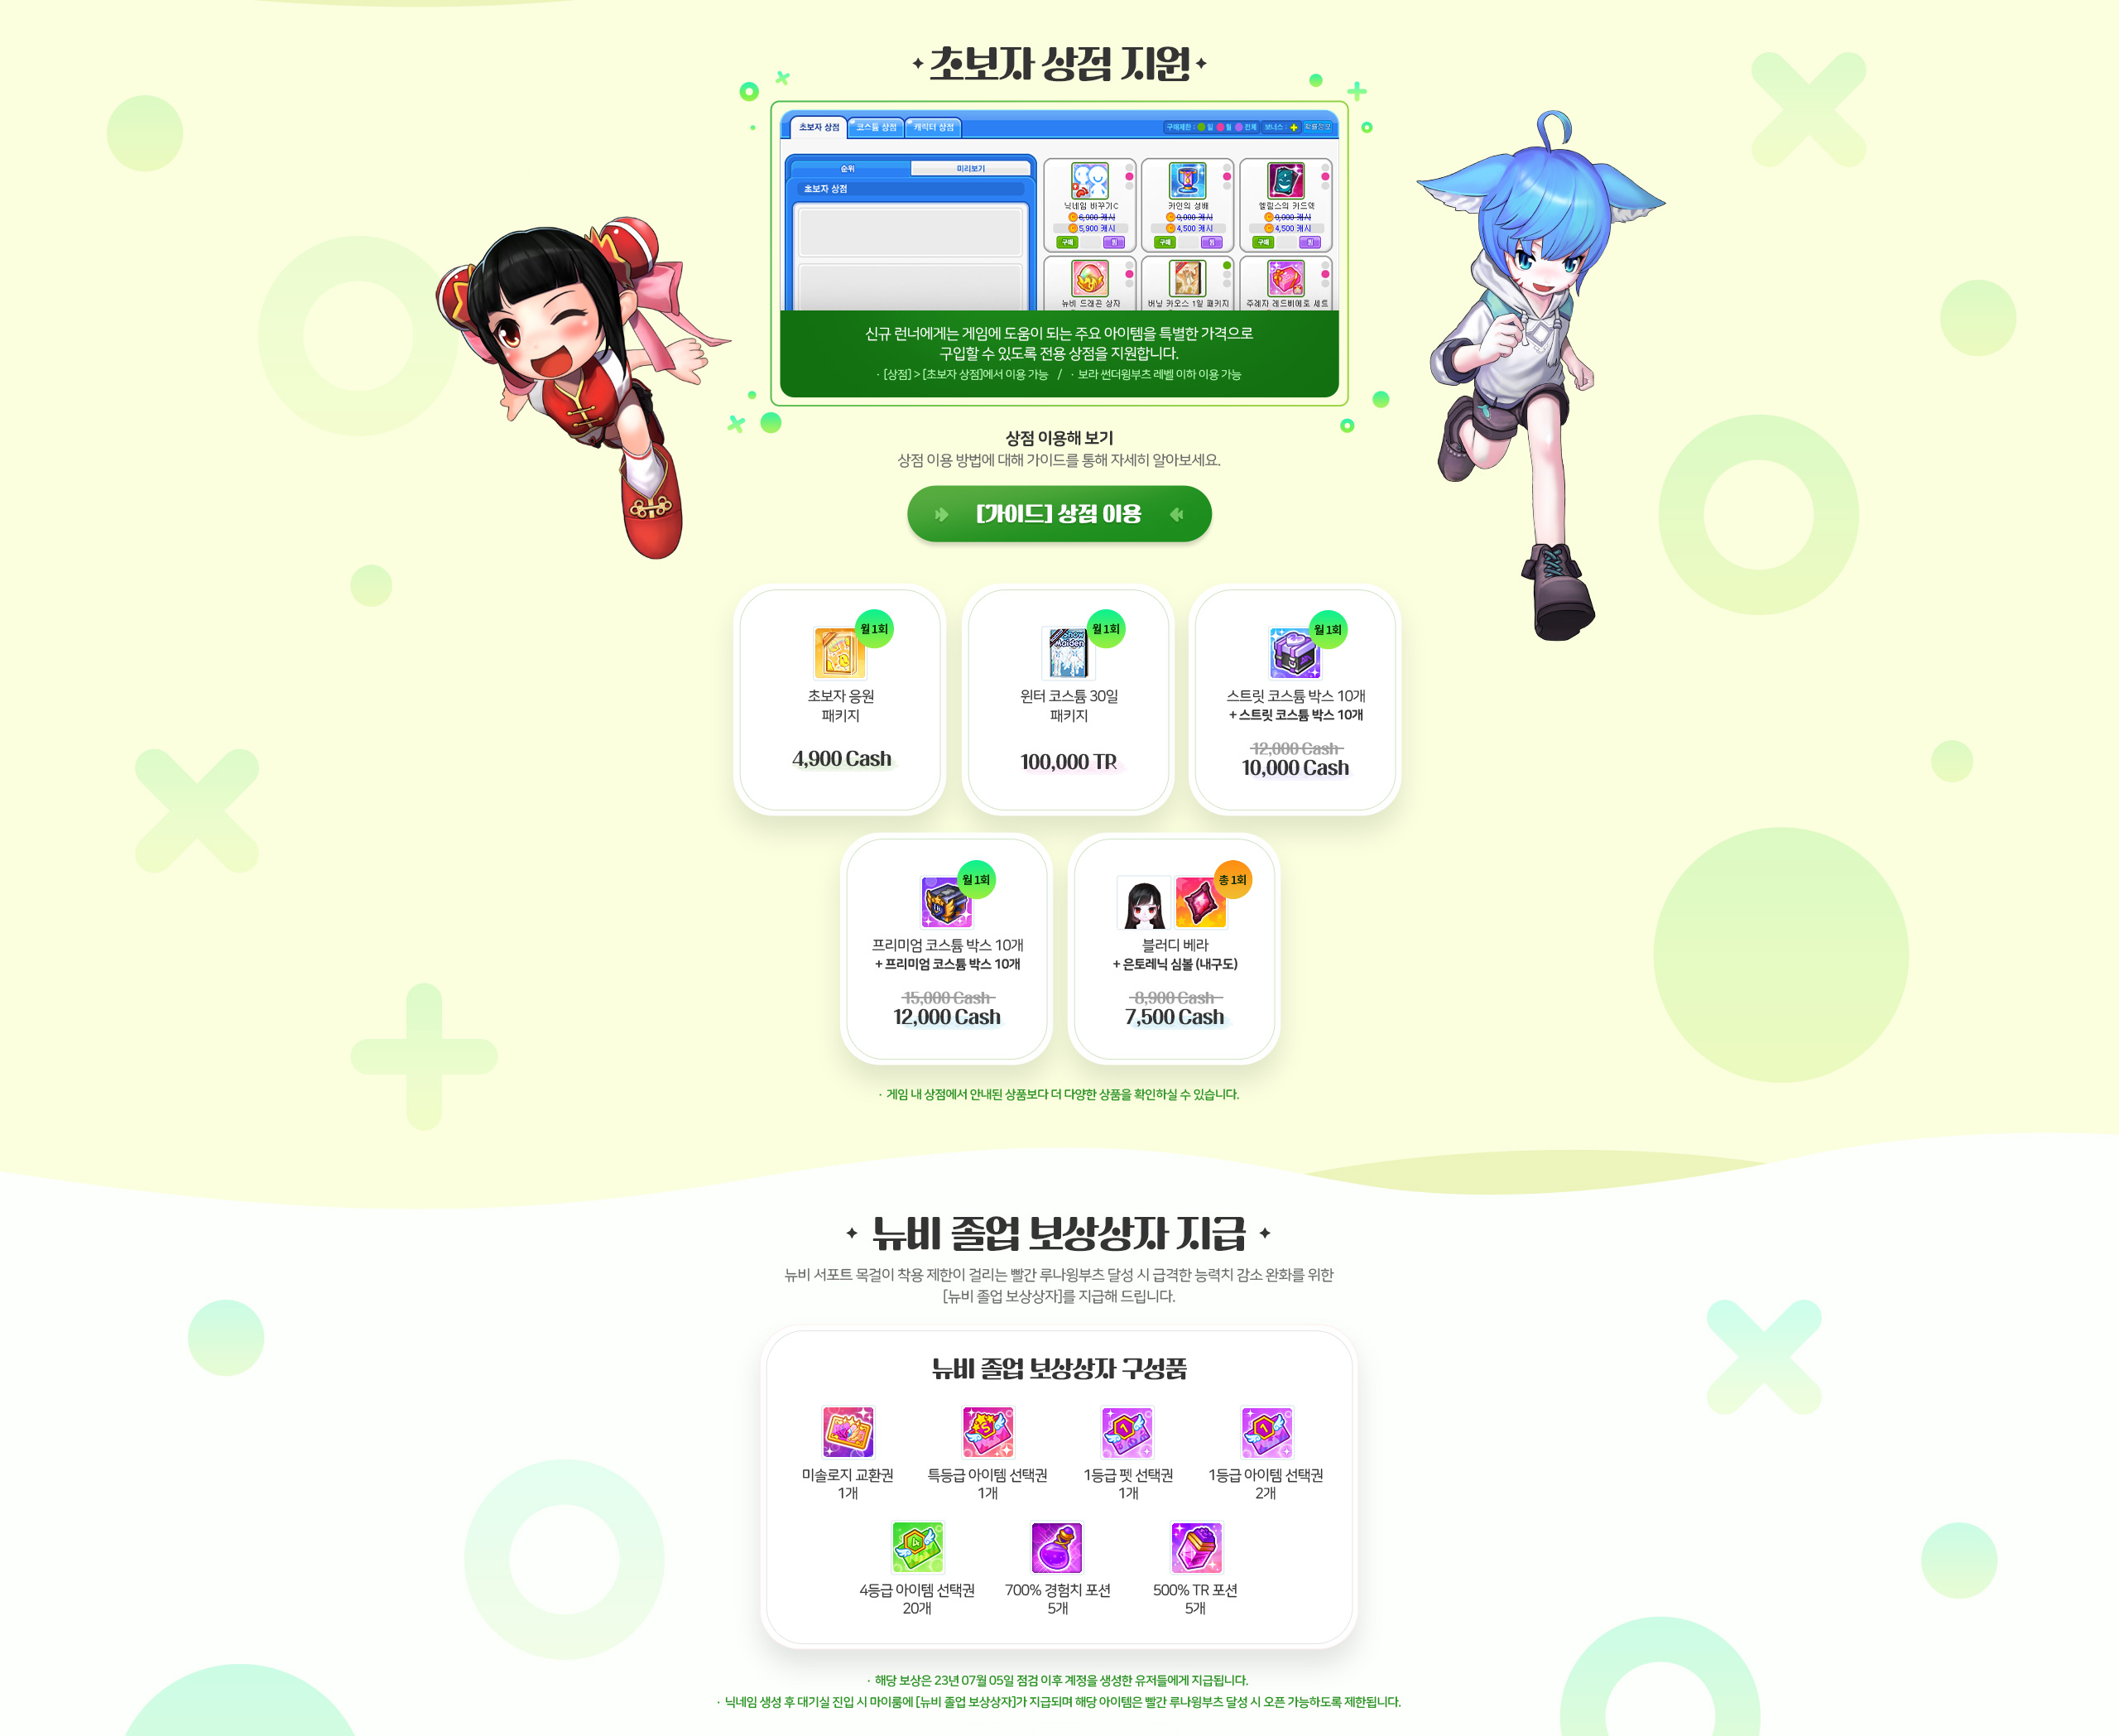 초보자 상점 지원
초보자 상점 코스튬 상점 캐릭터 상점
구매제한 : 일 월 전체 보너스 : 확률정보
순위 미리보기
초보자 상점
닉네임 바꾸기C 카인의 성배 엘림스의 카드덱
6,900 캐시 9,000 캐시 9,000 캐시
5,900 캐시 4,500 캐시 4,500 캐시
구매 찜 구매 찜 구매 찜
뉴비 드래곤 상자 버닝 카오스 1일 패키지 주례자 레드삐에로 세트
신규 런너에게는 게임에 도움이 되는 주요 아이템을 특별한 가격으로
구입할 수 있도록 전용 상점을 지원합니다.
· [상점] > [초보자 상점]에서 이용 가능 / · 보라 썬더윙부츠 레벨 이하 이용 가능
상점 이용해 보기
상점 이용 방법에 대해 가이드를 통해 자세히 알아보세요.
[가이드] 상점 이용
월 1회
초보자 응원
패키지
4,900 Cash
월 1회
Snow
Maiden
윈터 코스튬 30일
패키지
100,000 TR
월 1회
스트릿 코스튬 박스 10개
+ 스트릿 코스튬 박스 10개
12,000 Cash
10,000 Cash
월 1회
프리미엄 코스튬 박스 10개
+ 프리미엄 코스튬 박스 10개
15,000 Cash
12,000 Cash
총 1회
블러디 베라
+ 은토레닉 심볼 (내구도)
8,900 Cash
7,500 Cash
· 게임 내 상점에서 안내된 상품보다 더 다양한 상품을 확인하실 수 있습니다.
뉴비 졸업 보상상자 지급
뉴비 서포트 목걸이 착용 제한이 걸리는 빨간 루나윙부츠 달성 시 급격한 능력치 감소 완화를 위한
[뉴비 졸업 보상상자]를 지급해 드립니다.
뉴비 졸업 보상상자 구성품
미솔로지 교환권
1개
특등급 아이템 선택권
1개
1등급 펫 선택권
1개
1등급 아이템 선택권
2개
4등급 아이템 선택권
20개
700% 경험치 포션
5개
500% TR 포션
5개
· 해당 보상은 23년 07월 05일 점검 이후 계정을 생성한 유저들에게 지급됩니다.
· 닉네임 생성 후 대기실 진입 시 마이룸에 [뉴비 졸업 보상상자]가 지급되며 해당 아이템은 빨간 루나윙부츠 달성 시 오픈 가능하도록 제한됩니다.